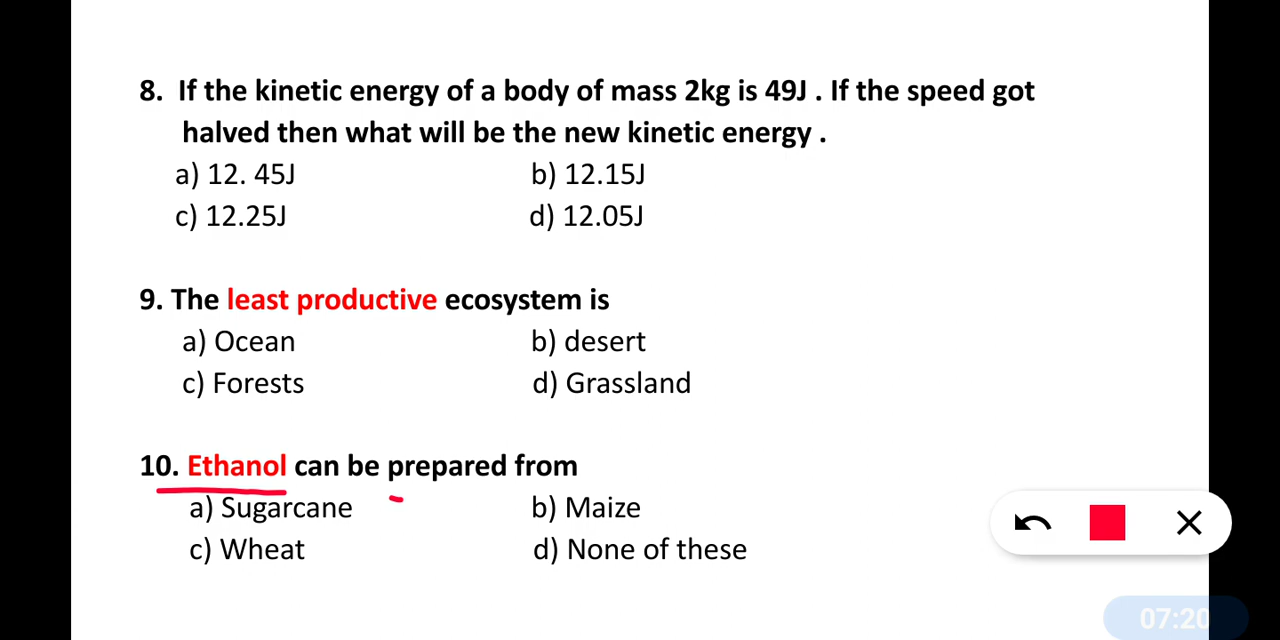 8. If the kinetic energy of a body of mass 2kg is 49J . If the speed got
halved then what will be the new kinetic energy .
a) 12. 45J b) 12.15J
c) 12.25J d) 12.05J
9. The least productive ecosystem is
a) Ocean b) desert
c) Forests d) Grassland
10. Ethanol can be prepared from
a) Sugarcane b) Maize
c) Wheat d) None of these
07:20